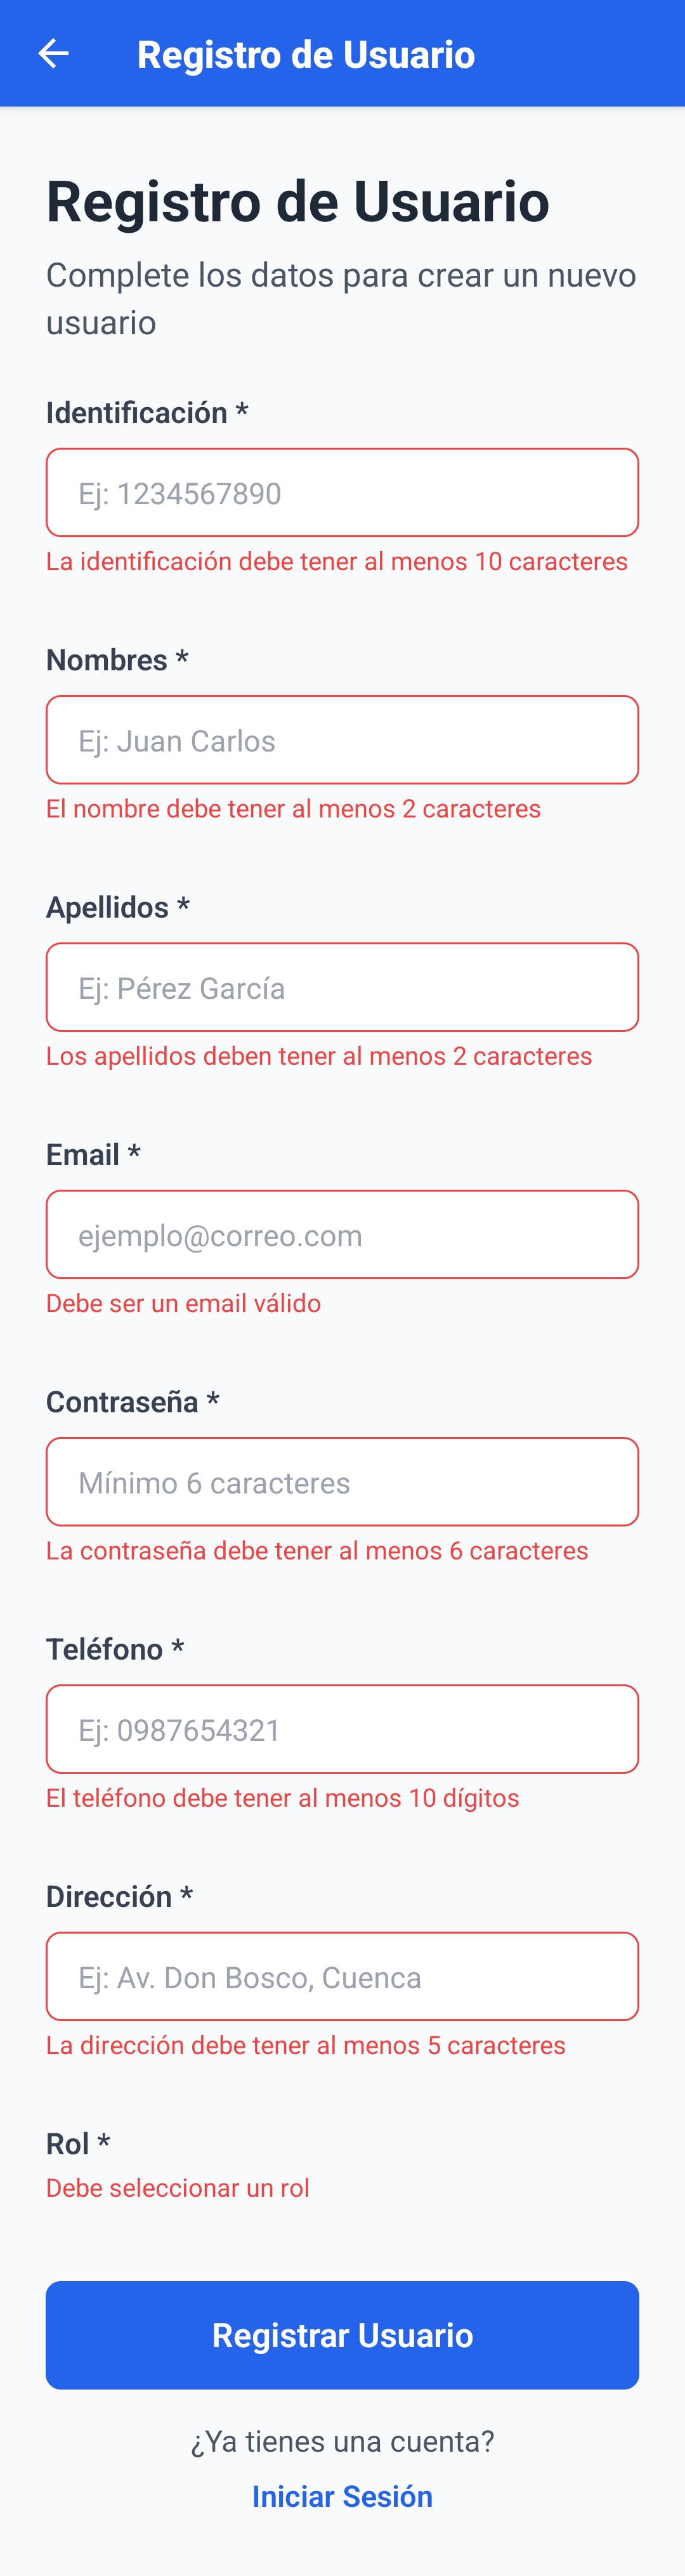 Registro de Usuario
Registro de Usuario
Complete los datos para crear un nuevo
usuario
Identificación *
Ej: 1234567890
La identificación debe tener al menos 10 caracteres
Nombres *
Ej: Juan Carlos
El nombre debe tener al menos 2 caracteres
Apellidos *
Ej: Pérez García
Los apellidos deben tener al menos 2 caracteres
Email *
ejemplo@correo.com
Debe ser un email válido
Contraseña *
Mínimo 6 caracteres
La contraseña debe tener al menos 6 caracteres
Teléfono *
Ej: 0987654321
El teléfono debe tener al menos 10 dígitos
Dirección *
Ej: Av. Don Bosco, Cuenca
La dirección debe tener al menos 5 caracteres
Rol *
Debe seleccionar un rol
Registrar Usuario
¿Ya tienes una cuenta?
Iniciar Sesión